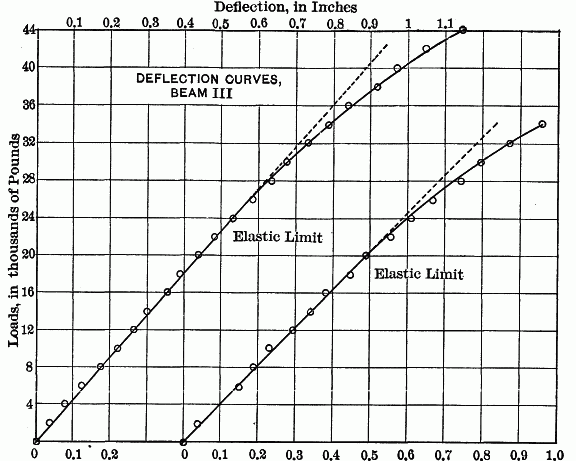 Deflection, in Inches
0.1 0.2 0.8 0.4 0.5 0.6 0.7 0.8 0.9 1 1.1
44
40
DEFLECTION CURVES,
BEAM III
36
32
28
24
Elastic Limit
20
Elastic Limit
16
12
8
4
Loads, in thousands of Pounds
0 0.1 0.2 0 0.1 0.2 0.3 0.4 0.5 0.6 0.7 0.8 0.9 1.0